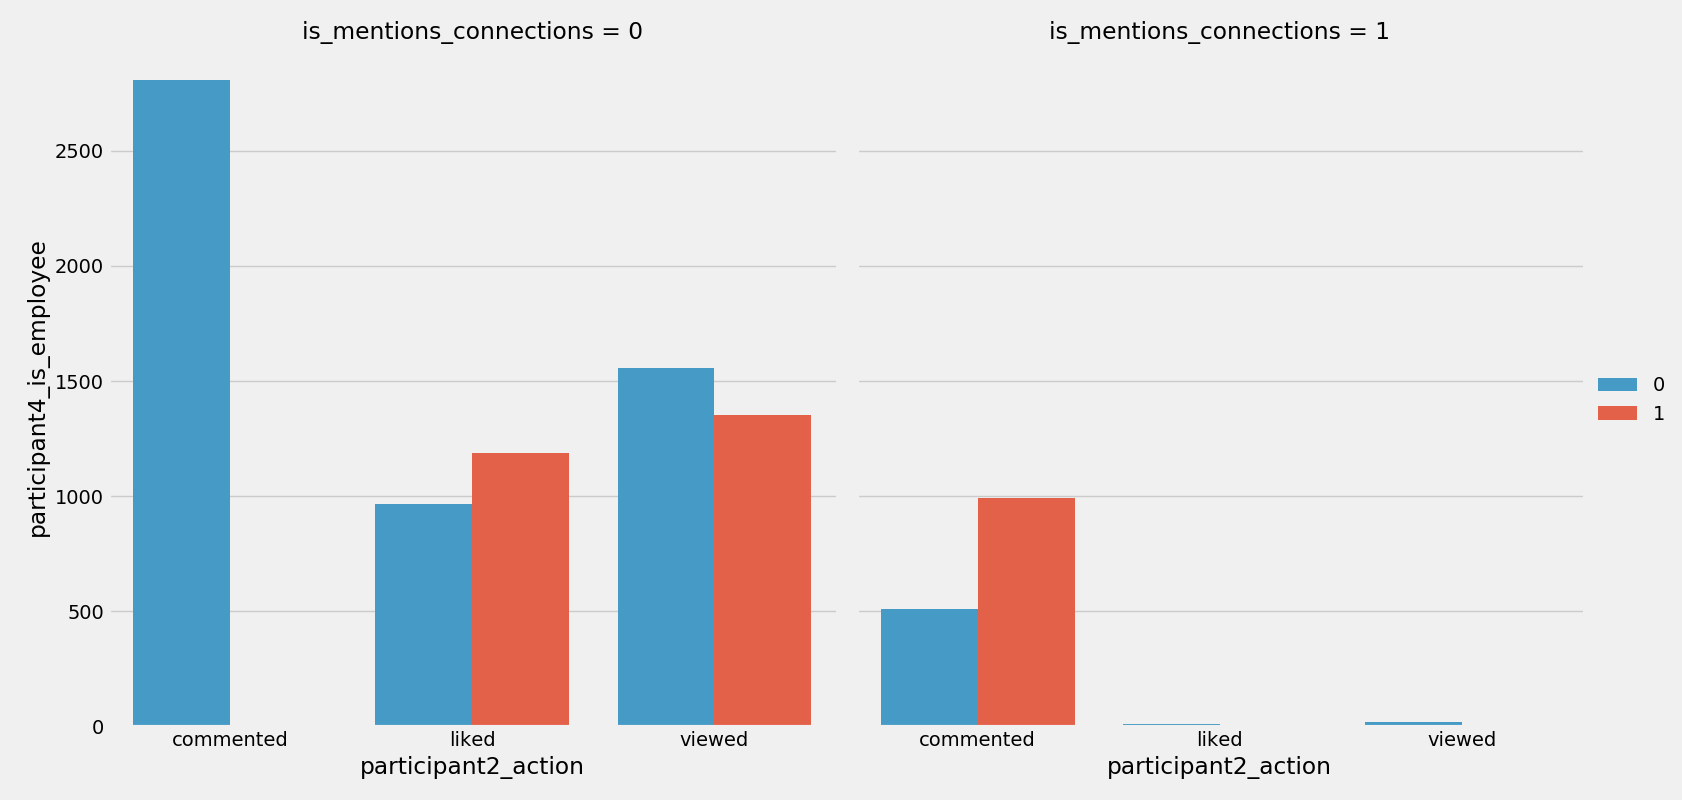 is_mentions_connections = 0
is_mentions_connections = 1
participant4_is_employee
2500
2000
1500
1000
500
0
commented
liked
viewed
participant2_action
commented
liked
viewed
participant2_action
0
1